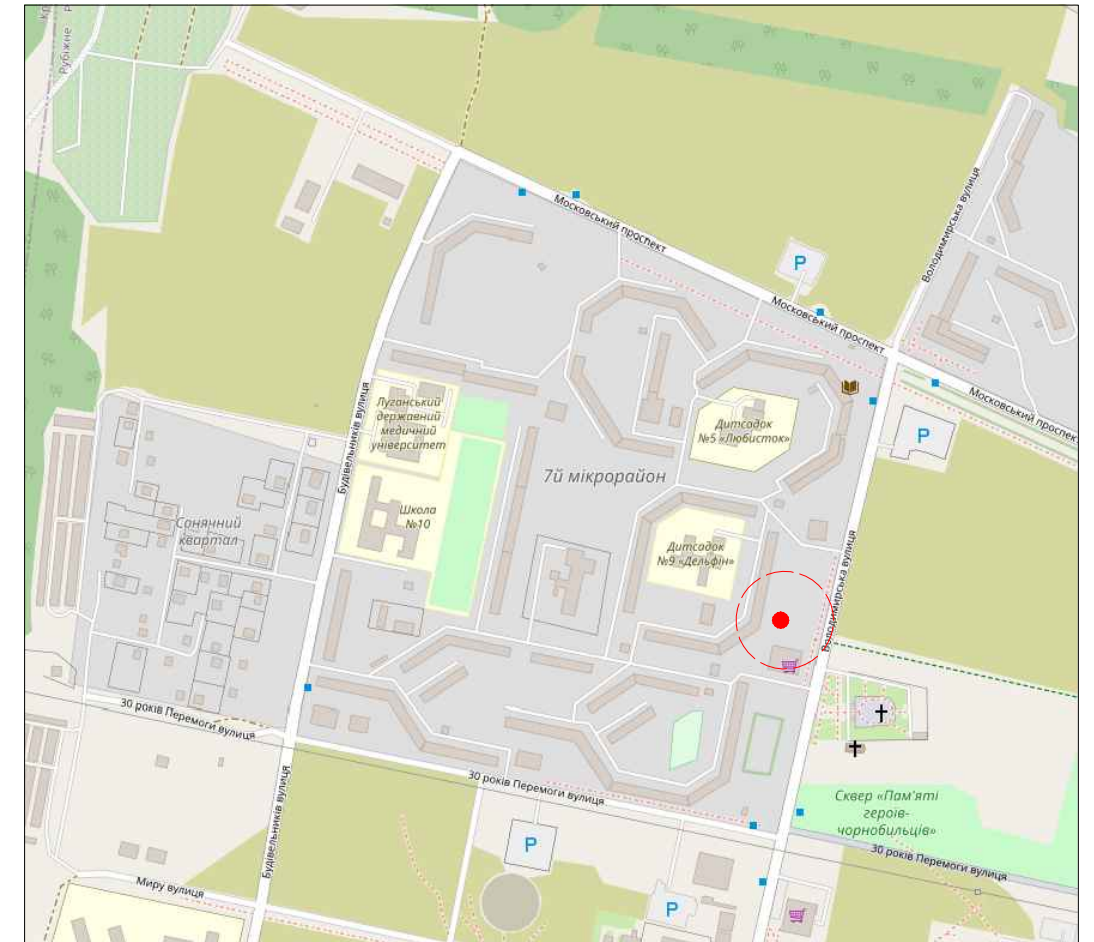 Рубіжне
Московський проспект
Володимирська вулиця
Московський проспект
Московський проспек
Будівельників вулиця
Луганський
державний
медичний
університет
Дитсадок
№5 «Любисток»
P
P
7й мікрорайон
Школа
№10
Сонячний
квартал
Дитсадок
№9 «Дельфін»
Володимирська вулиця
30 років Перемоги вулиця
30 років Перемоги вулиця
Будівельників вулиця
Сквер «Пам'яті
героїв-
чорнобильців»
P
30 років Перемоги вулиця
Миру вулиця
P